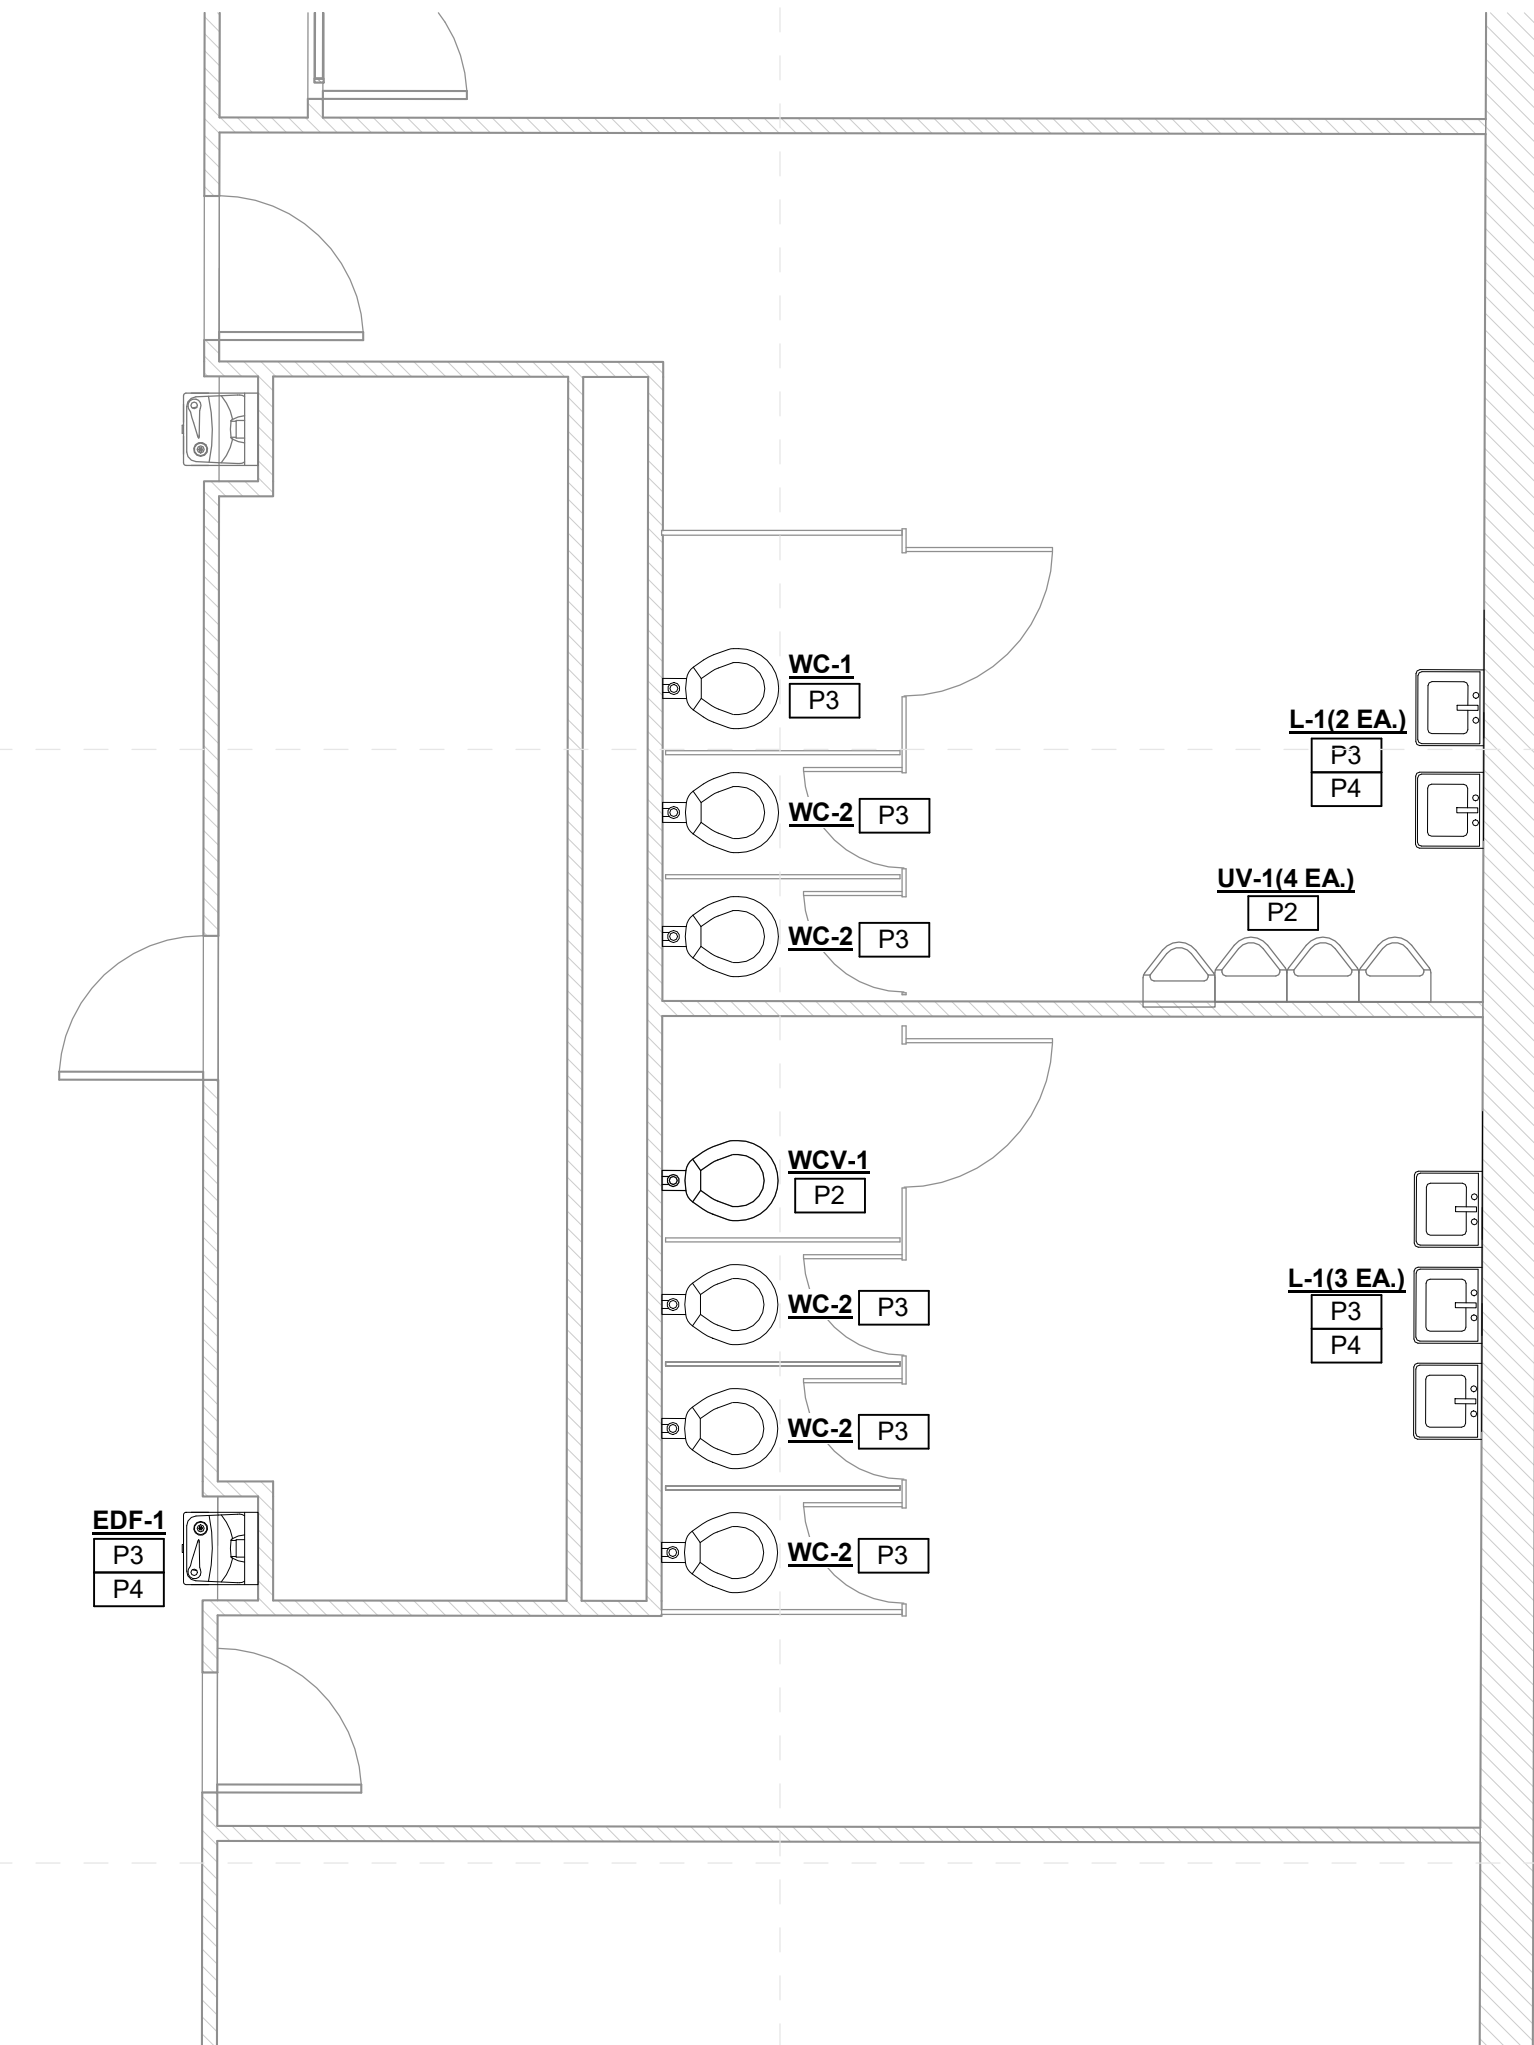 WC-1
P3
L-1(2 EA.)
P3
P4
WC-2 P3
UV-1(4 EA.)
P2
WC-2 P3
WCV-1
P2
L-1(3 EA.)
P3
P4
WC-2 P3
WC-2 P3
EDF-1
P3
P4
WC-2 P3